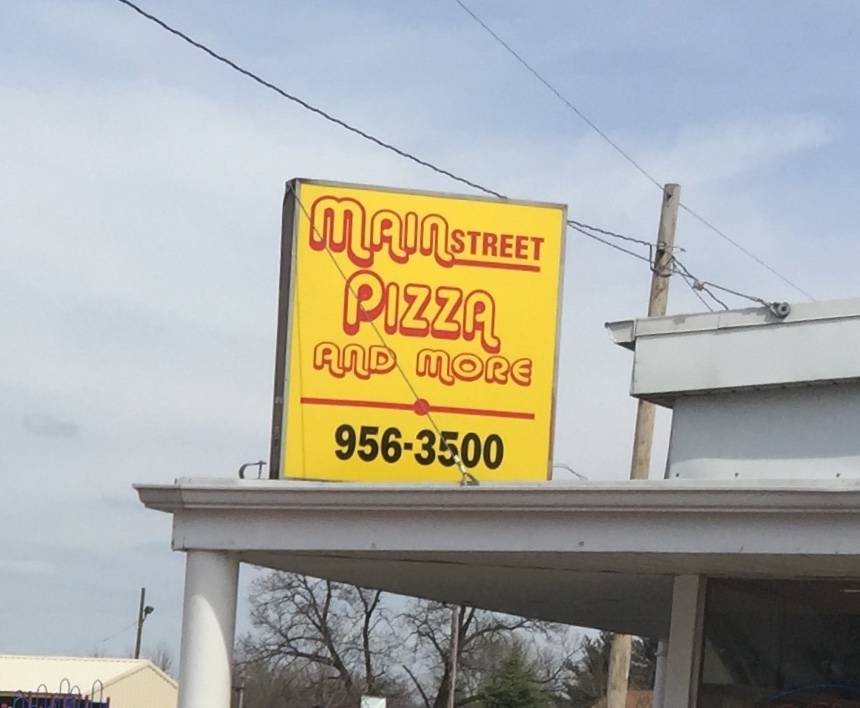 MAIN STREET
PIZZA
AND MORE
956-3500